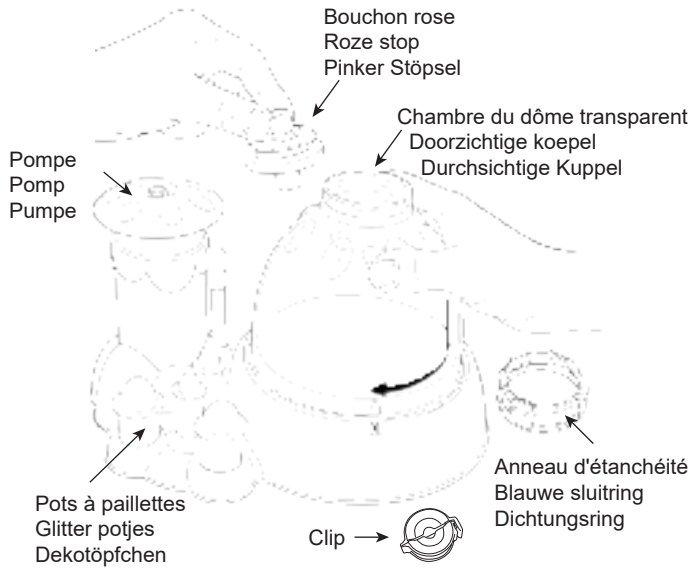 Bouchon rose
Roze stop
Pinker Stöpsel
Chambre du dôme transparent
Doorzichtige koepel
Durchsichtige Kuppel
Pompe
Pomp
Pumpe
Anneau d'étanchéité
Blauwe sluitring
Dichtungsring
Pots à paillettes
Glitter potjes
Dekotöpfchen
Clip